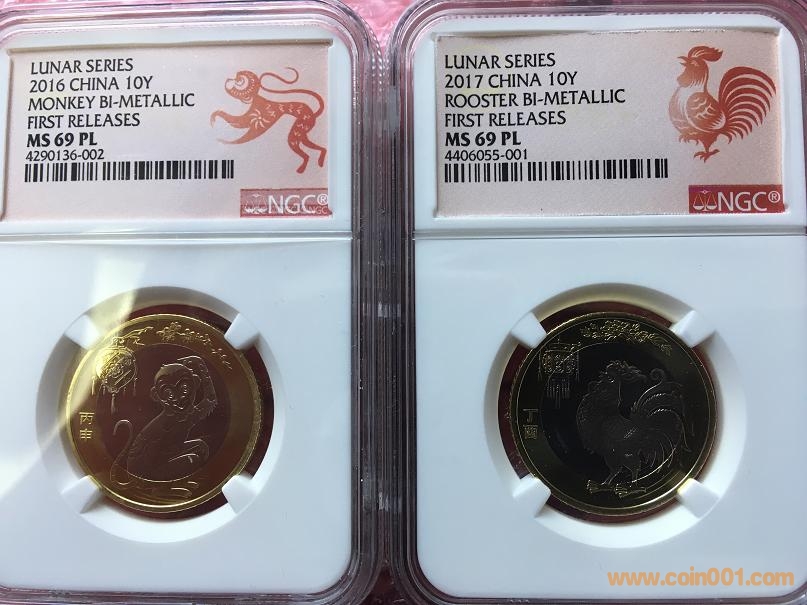 LUNAR SERIES
2016 CHINA 10Y
MONKEY BI-METALLIC
FIRST RELEASES
MS 69 PL
4290136-002
NGC®
NGC
丙
申
LUNAR SERIES
2017 CHINA 10Y
ROOSTER BI-METALLIC
FIRST RELEASES
MS 69 PL
4406055-001
NGC®
丁
酉
www.coin001.com